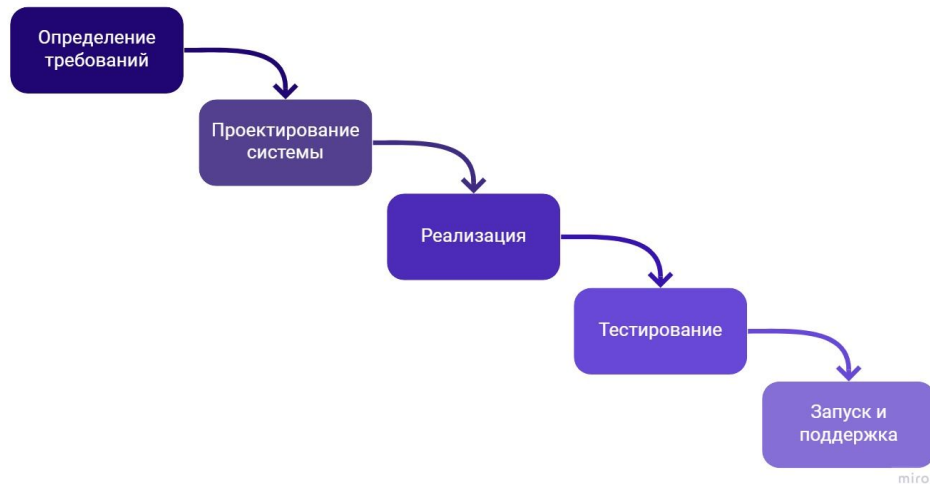 Определение
требований
Проектирование
системы
Реализация
Тестирование
Запуск и
поддержка
miro